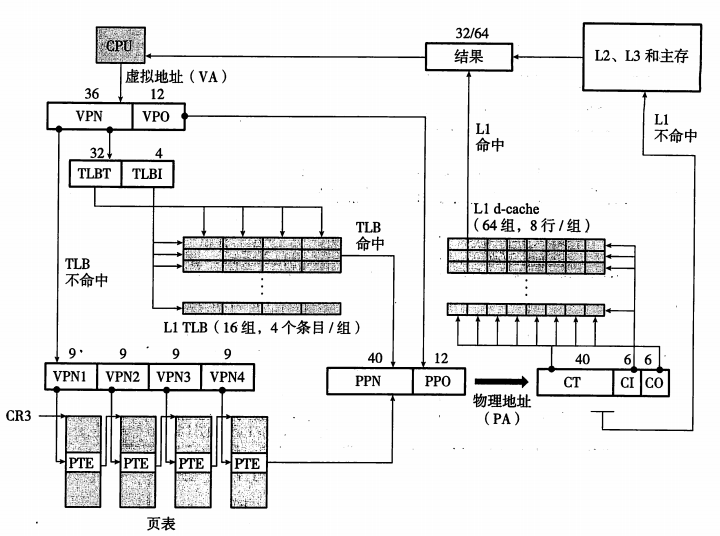 CPU
32/64
结果
L2、L3 和主存
虚拟地址（VA）
36
12
VPN
VPO
L1
命中
L1
不命中
32
4
TLBT
TLBI
TLB
命中
L1 d-cache
（64 组，8 行 / 组）
TLB
不命中
L1 TLB（16 组，4 个条目 / 组）
9
9
9
9
VPN1
VPN2
VPN3
VPN4
40
12
PPN
PPO
物理地址
（PA）
40
6
6
CT
CI
CO
CR3
PTE
PTE
PTE
PTE
页表